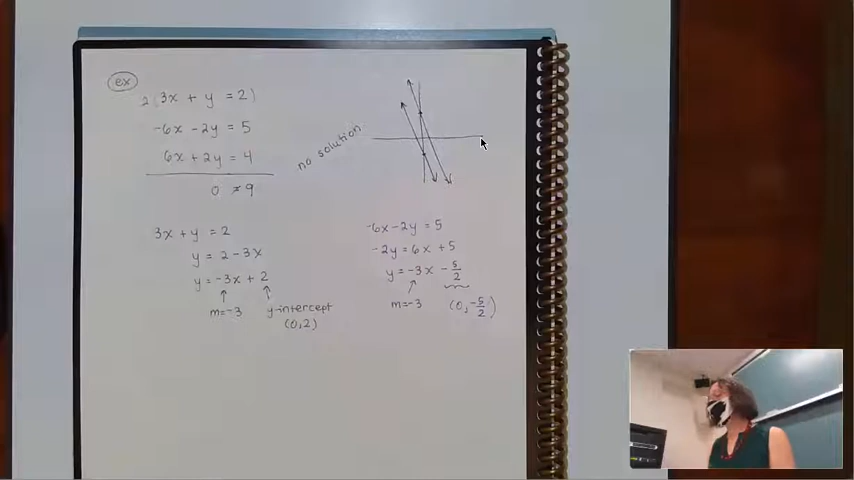 ex
2(3x + y = 2)
-6x - 2y = 5
6x + 2y = 4
0 ≠ 9
no solution
3x + y = 2
y = 2 - 3x
y = -3x + 2
m=-3 y-intercept
(0,2)
-6x - 2y = 5
-2y = 6x + 5
y = -3x - 5/2
m=-3 (0, -5/2)